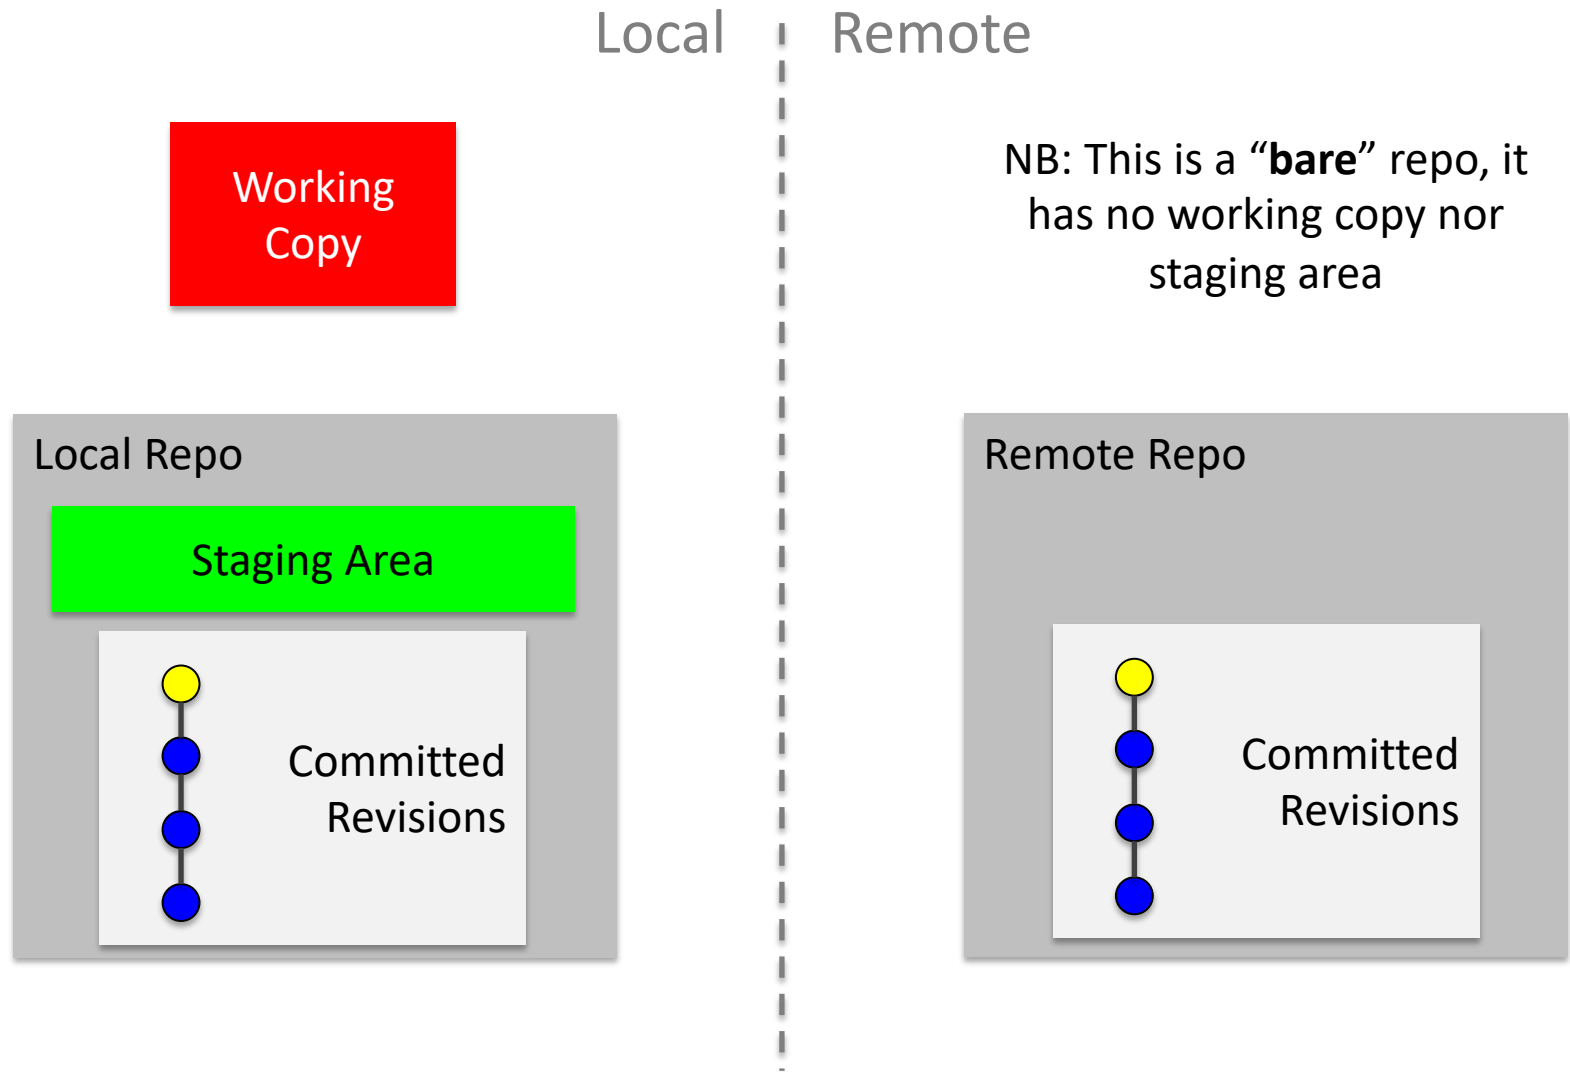 Local
Remote
Working
Copy
NB: This is a “bare” repo, it
has no working copy nor
staging area
Local Repo
Staging Area
Committed
Revisions
Remote Repo
Committed
Revisions